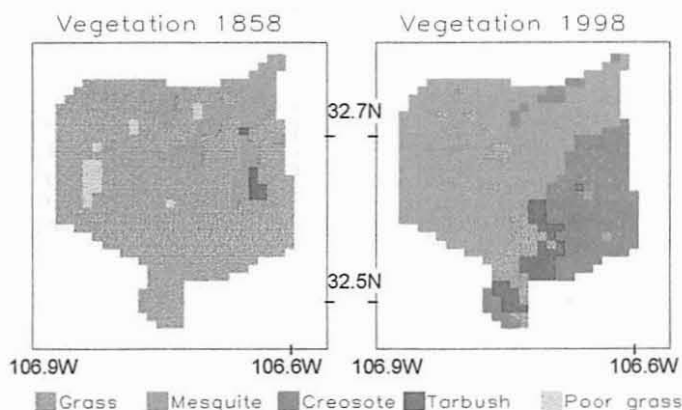 Vegetation 1858
Vegetation 1998
32.7N
32.5N
106.9W
106.6W
106.9W
106.6W
Grass
Mesquite
Creosote
Tarbush
Poor grass